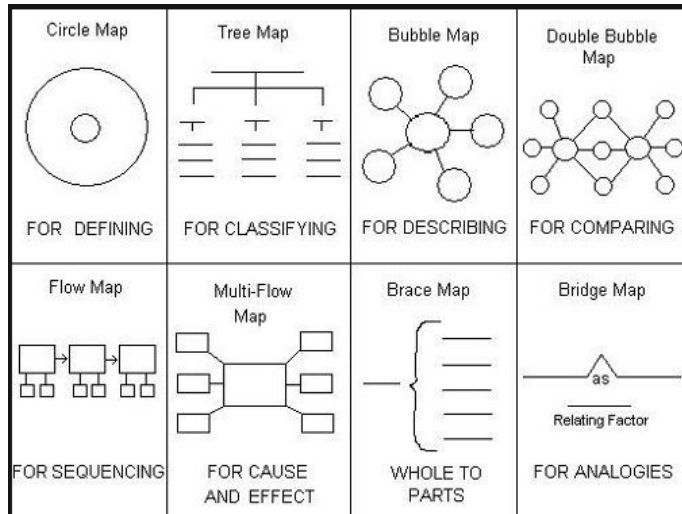 Circle Map
FOR DEFINING
Tree Map
FOR CLASSIFYING
Bubble Map
FOR DESCRIBING
Double Bubble
Map
FOR COMPARING
Flow Map
FOR SEQUENCING
Multi-Flow
Map
FOR CAUSE
AND EFFECT
Brace Map
WHOLE TO
PARTS
Bridge Map
as
Relating Factor
FOR ANALOGIES